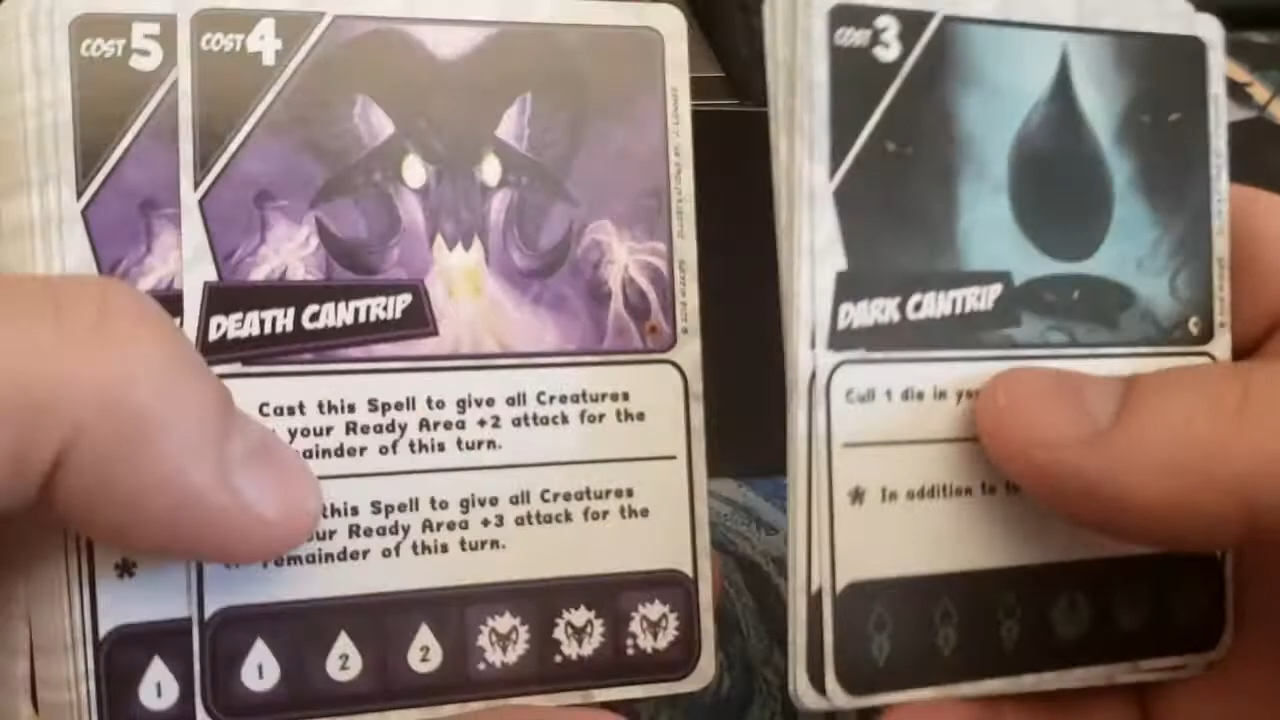 COST 5
COST 4
DEATH CANTRIP
Cast this Spell to give all Creatures
your Ready Area +2 attack for the
ainder of this turn.
this Spell to give all Creatures
ur Ready Area +3 attack for the
remainder of this turn.
*
1
1
2
2
COST 3
DARK CANTRIP
Cull 1 die in
* In addition to